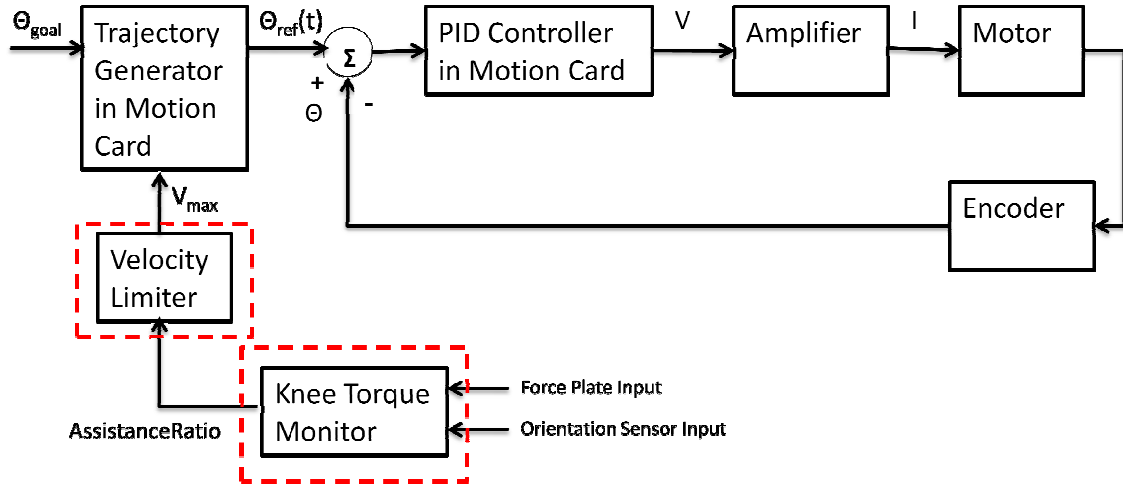 Θgoal
Trajectory
Generator
in Motion
Card
Θref(t)
Σ
+
Θ
-
PID Controller
in Motion Card
V
Amplifier
I
Motor
Encoder
Vmax
Velocity
Limiter
AssistanceRatio
Knee Torque
Monitor
Force Plate Input
Orientation Sensor Input